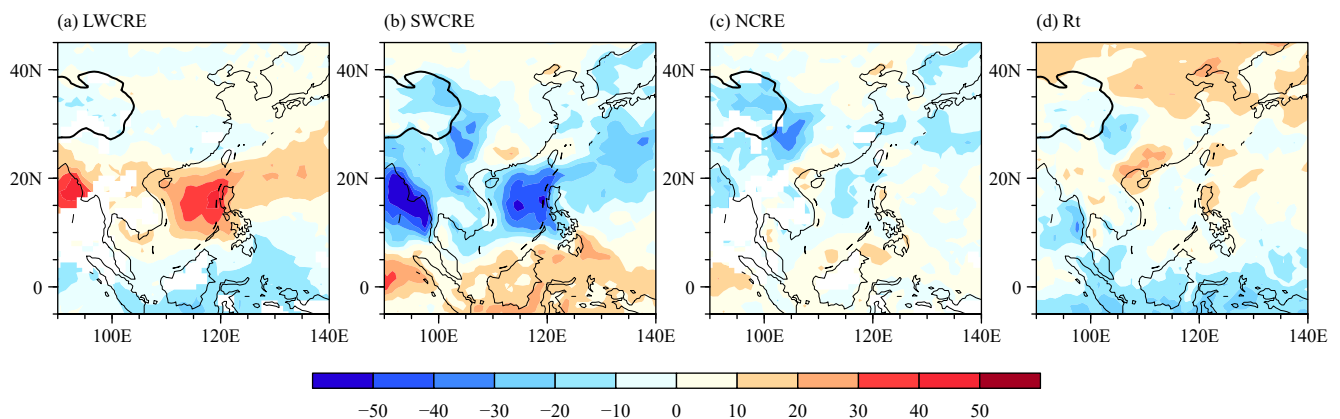 (a) LWCRE (b) SWCRE (c) NCRE (d) Rt
40N 40N 40N 40N
20N 20N 20N 20N
0 0 0 0
100E 120E 140E 100E 120E 140E 100E 120E 140E 100E 120E 140E
−50 −40 −30 −20 −10 0 10 20 30 40 50